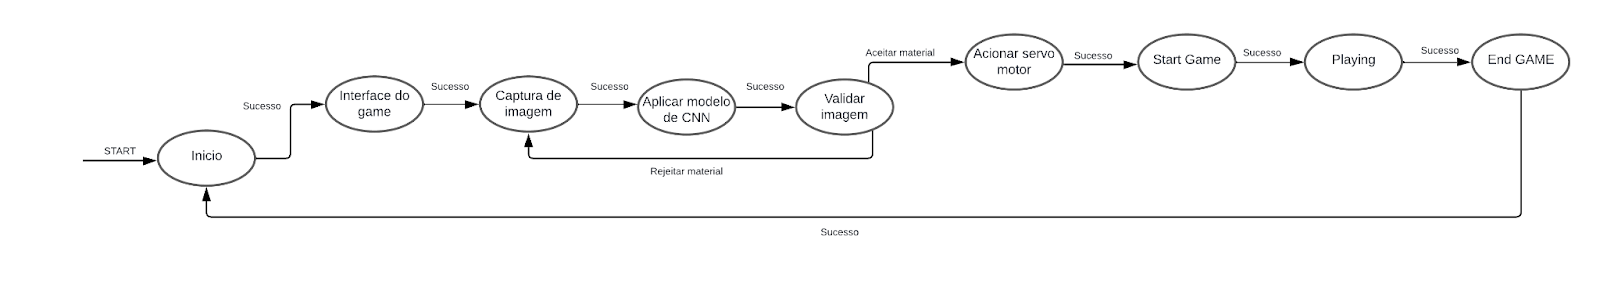 START
Inicio
Sucesso
Interface do
game
Sucesso
Captura de
imagem
Sucesso
Aplicar modelo
de CNN
Sucesso
Validar
imagem
Aceitar material
Rejeitar material
Acionar servo
motor
Sucesso
Start Game
Sucesso
Playing
Sucesso
End GAME
Sucesso